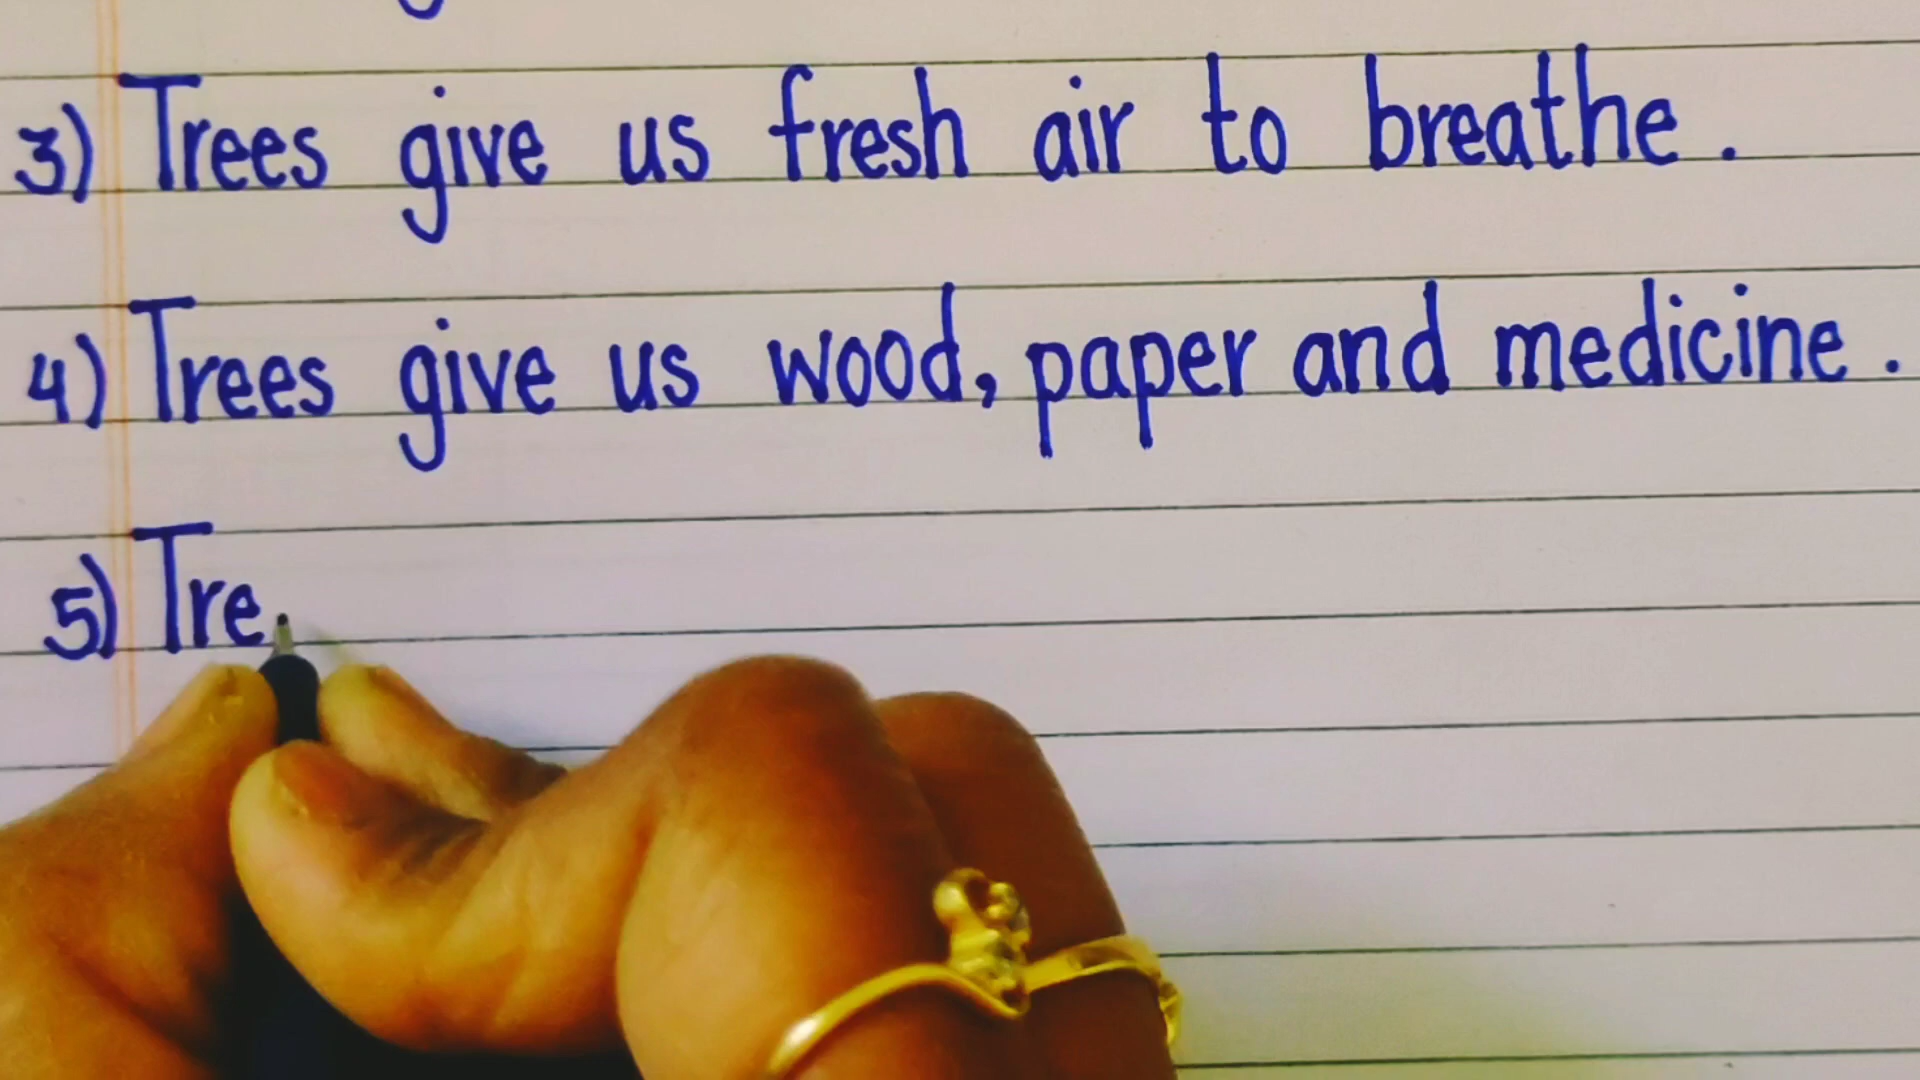 3) Trees give us fresh air to breathe.
4) Trees give us wood, paper and medicine.
5) Tre